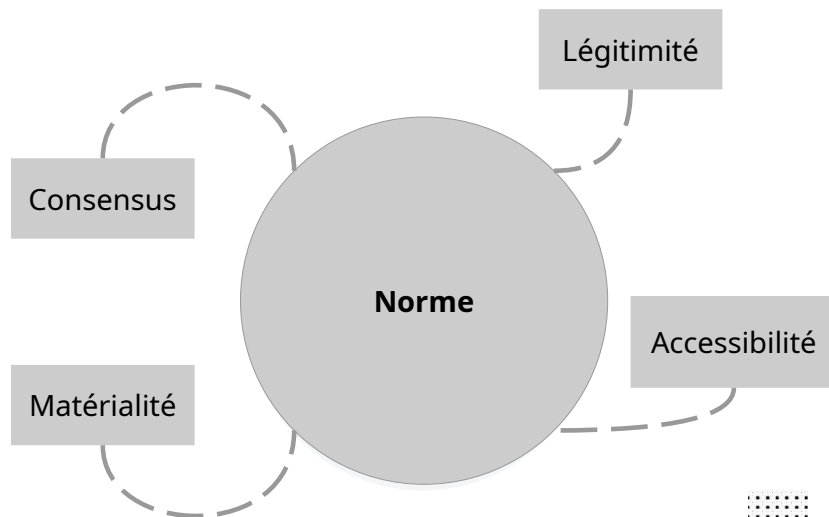 Légitimité
Consensus
Norme
Accessibilité
Matérialité